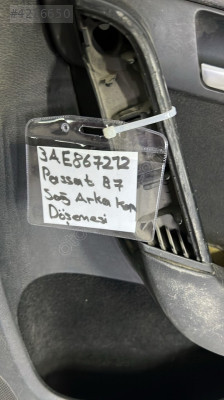 3AE867212
Passat B7
Sağ Arka Kapı
Döşemesi